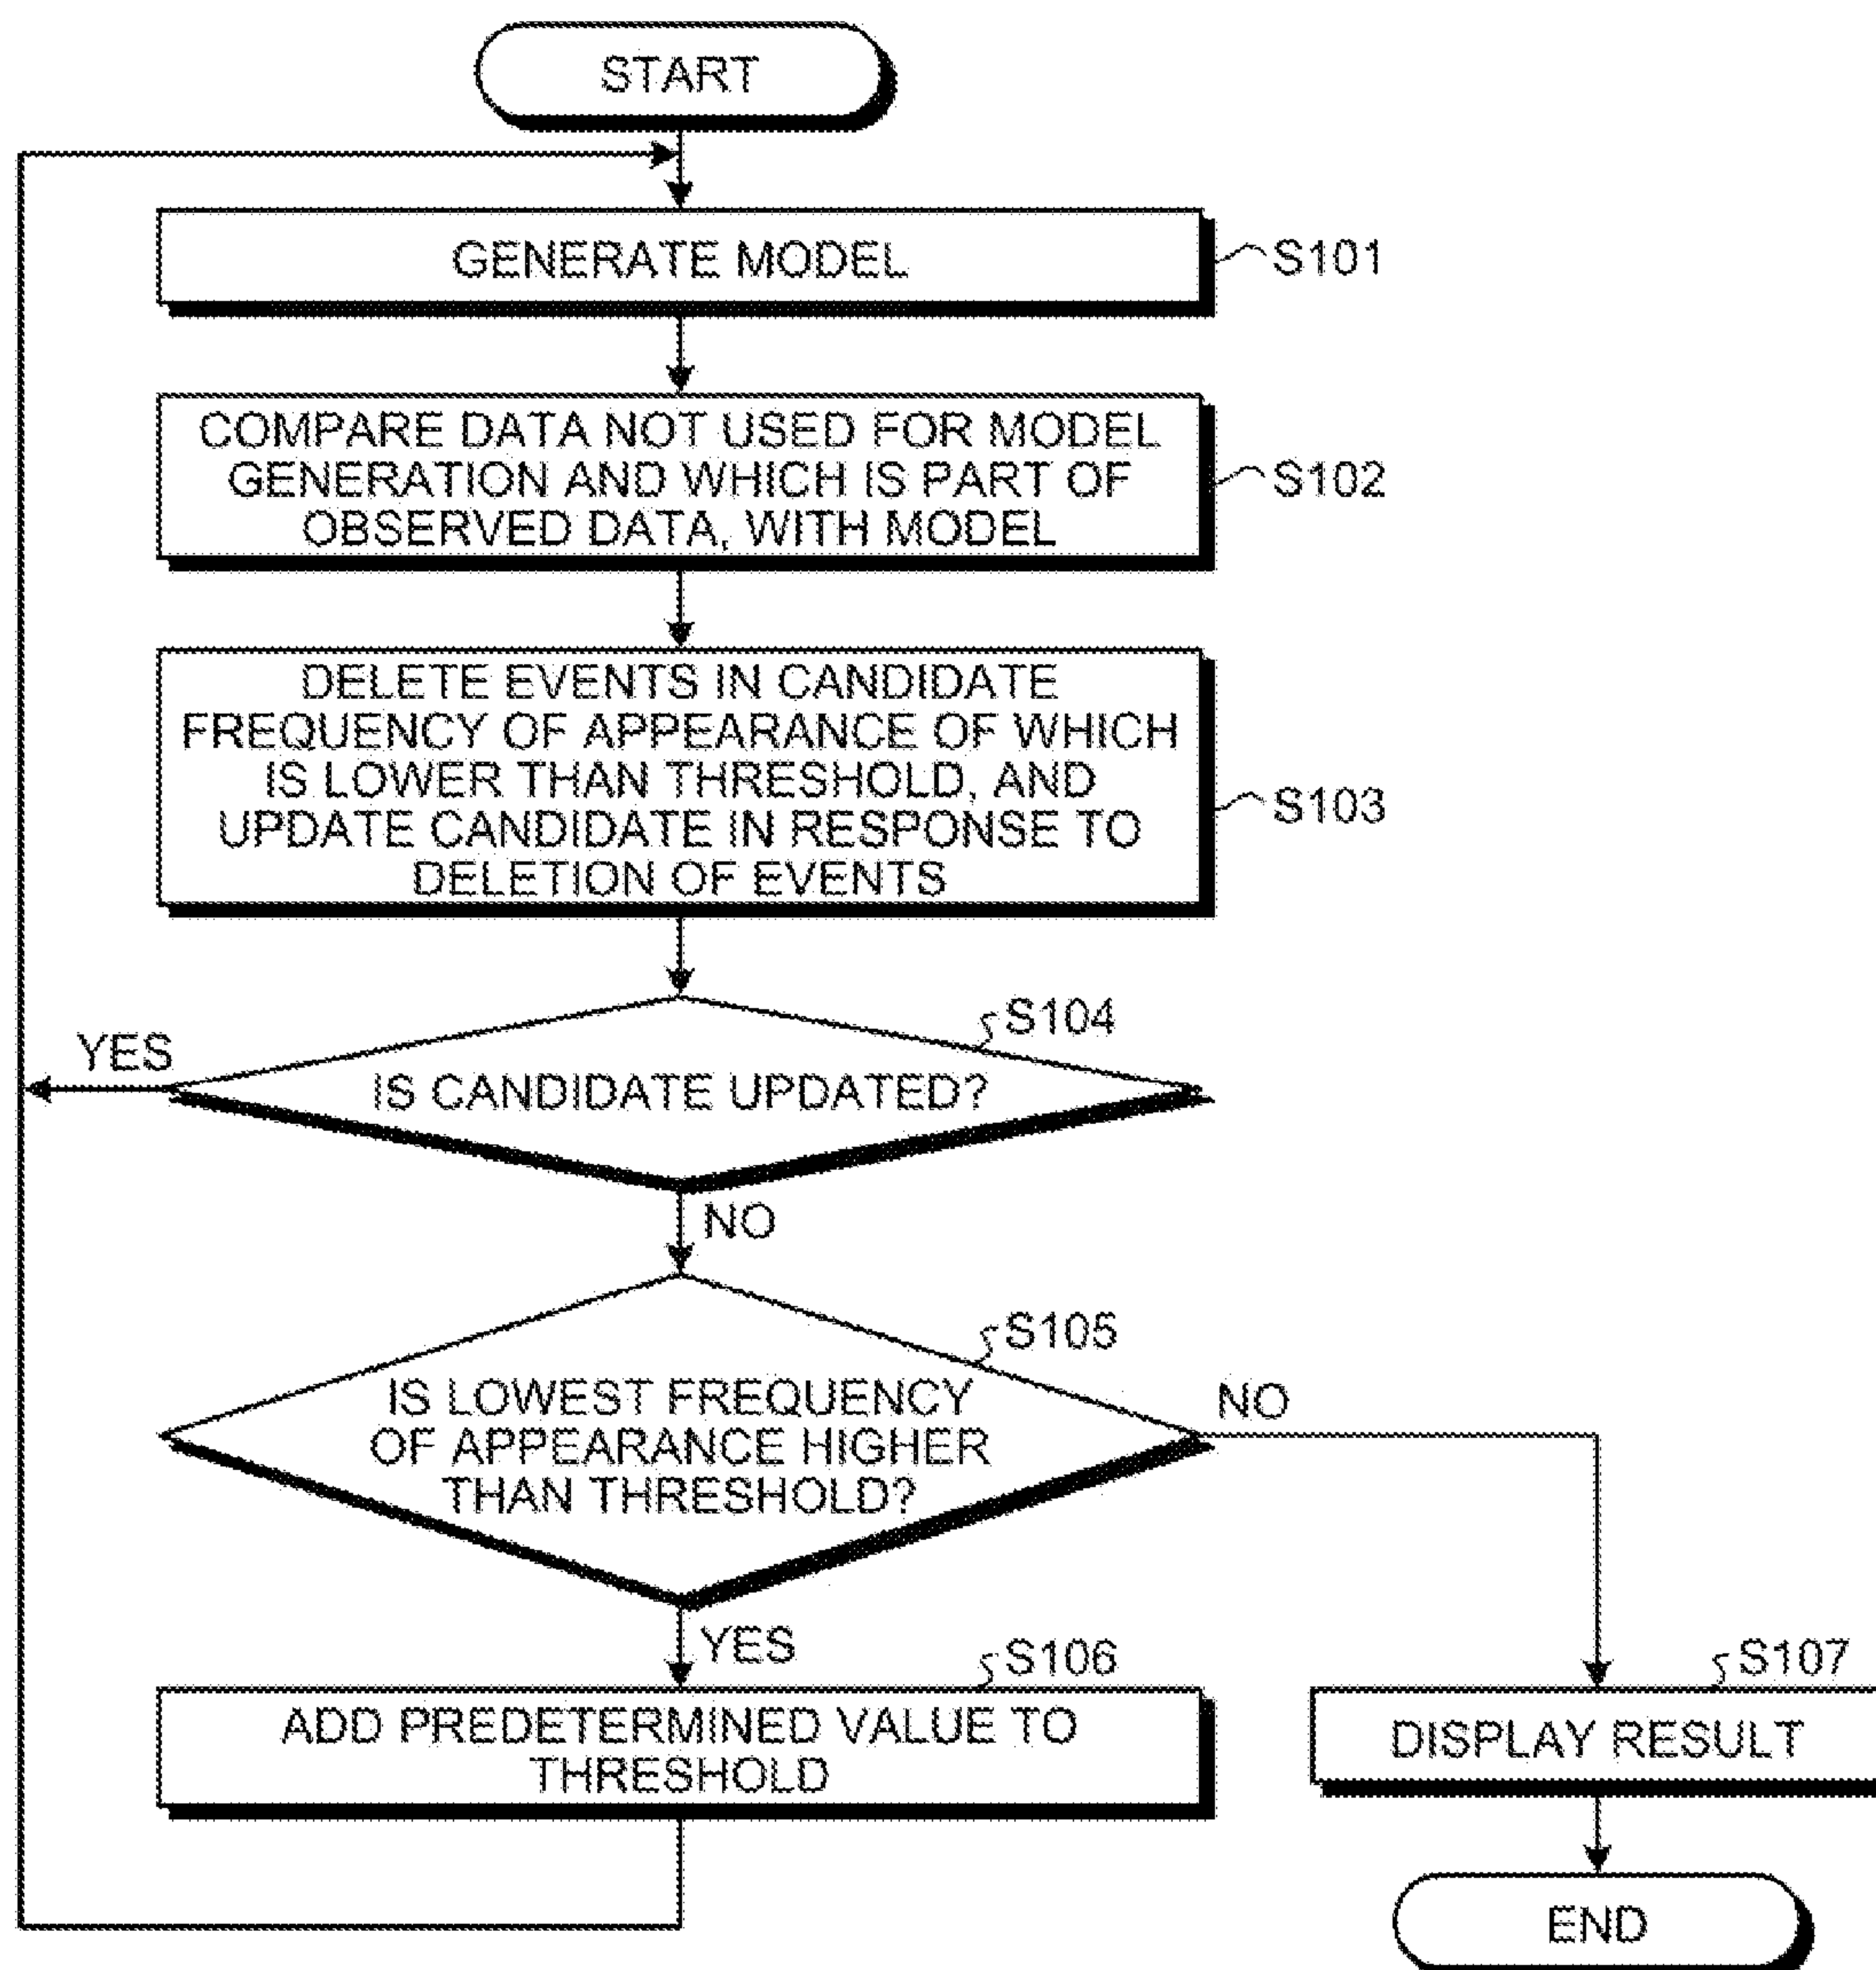 START
GENERATE MODEL
S101
COMPARE DATA NOT USED FOR MODEL
GENERATION AND WHICH IS PART OF
OBSERVED DATA, WITH MODEL
S102
DELETE EVENTS IN CANDIDATE
FREQUENCY OF APPEARANCE OF WHICH
IS LOWER THAN THRESHOLD, AND
UPDATE CANDIDATE IN RESPONSE TO
DELETION OF EVENTS
S103
S104
YES
IS CANDIDATE UPDATED?
NO
S105
IS LOWEST FREQUENCY
OF APPEARANCE HIGHER
THAN THRESHOLD?
NO
YES
S106
ADD PREDETERMINED VALUE TO
THRESHOLD
S107
DISPLAY RESULT
END